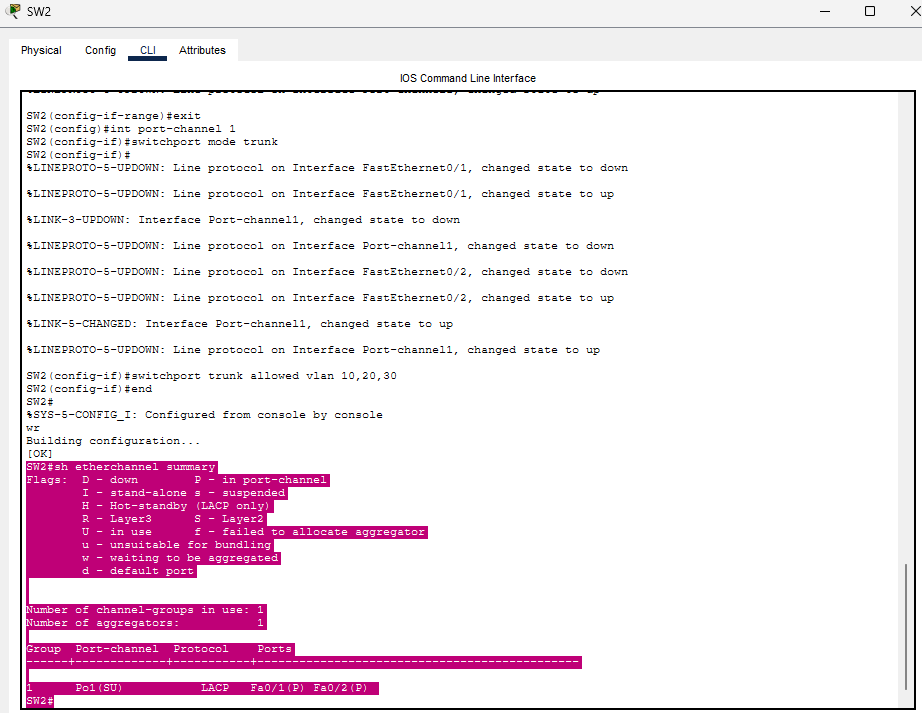 SW2
Physical Config CLI Attributes
IOS Command Line Interface
SW2(config-if-range)#exit
SW2(config)#int port-channel 1
SW2(config-if)#switchport mode trunk
SW2(config-if)#
%LINEPROTO-5-UPDOWN: Line protocol on Interface FastEthernet0/1, changed state to down
%LINEPROTO-5-UPDOWN: Line protocol on Interface FastEthernet0/1, changed state to up
%LINK-3-UPDOWN: Interface Port-channel1, changed state to down
%LINEPROTO-5-UPDOWN: Line protocol on Interface Port-channel1, changed state to down
%LINEPROTO-5-UPDOWN: Line protocol on Interface FastEthernet0/2, changed state to down
%LINEPROTO-5-UPDOWN: Line protocol on Interface FastEthernet0/2, changed state to up
%LINK-5-CHANGED: Interface Port-channel1, changed state to up
%LINEPROTO-5-UPDOWN: Line protocol on Interface Port-channel1, changed state to up
SW2(config-if)#switchport trunk allowed vlan 10,20,30
SW2(config-if)#end
SW2#
%SYS-5-CONFIG_I: Configured from console by console
wr
Building configuration...
[OK]
SW2#sh etherchannel summary
Flags:  D - down        P - in port-channel
        I - stand-alone s - suspended
        H - Hot-standby (LACP only)
        R - Layer3      S - Layer2
        U - in use      f - failed to allocate aggregator
        u - unsuitable for bundling
        w - waiting to be aggregated
        d - default port
Number of channel-groups in use: 1
Number of aggregators:           1
Group  Port-channel  Protocol    Ports
------+-------------+-----------+----------------------------------------------
1      Po1(SU)           LACP   Fa0/1(P) Fa0/2(P)
SW2#